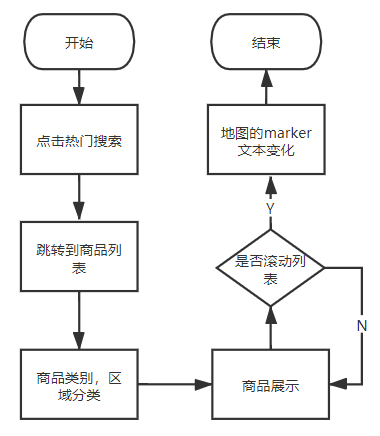 开始
点击热门搜索
跳转到商品列
表
商品类别，区
域分类
商品展示
是否滚动列
表
N
Y
地图的marker
文本变化
结束